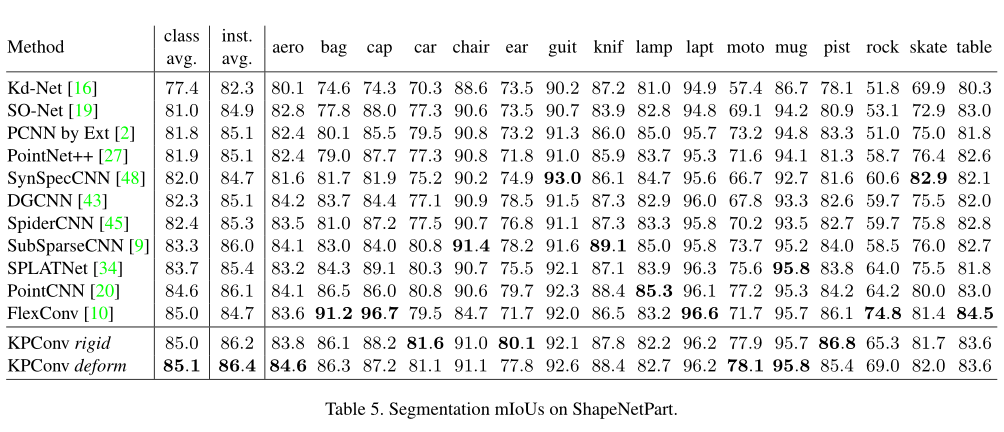 Method class avg. inst. avg. aero bag cap car chair ear guit knif lamp lapt moto mug pist rock skate table
Kd-Net [16] 77.4 82.3 80.1 74.6 74.3 70.3 88.6 73.5 90.2 87.2 81.0 94.9 57.4 86.7 78.1 51.8 69.9 80.3
SO-Net [19] 81.0 84.9 82.8 77.8 88.0 77.3 90.6 73.5 90.7 83.9 82.8 94.8 69.1 94.2 80.9 53.1 72.9 83.0
PCNN by Ext [2] 81.8 85.1 82.4 80.1 85.5 79.5 90.8 73.2 91.3 86.0 85.0 95.7 73.2 94.8 83.3 51.0 75.0 81.8
PointNet++ [27] 81.9 85.1 82.4 79.0 87.7 77.3 90.8 71.8 91.0 85.9 83.7 95.3 71.6 94.1 81.3 58.7 76.4 82.6
SynSpecCNN [48] 82.0 84.7 81.6 81.7 81.9 75.2 90.2 74.9 93.0 86.1 84.7 95.6 66.7 92.7 81.6 60.6 82.9 82.1
DGCNN [43] 82.3 85.1 84.2 83.7 84.4 77.1 90.9 78.5 91.5 87.3 82.9 96.0 67.8 93.3 82.6 59.7 75.5 82.0
SpiderCNN [45] 82.4 85.3 83.5 81.0 87.2 77.5 90.7 76.8 91.1 87.3 83.3 95.8 70.2 93.5 82.7 59.7 75.8 82.8
SubSparseCNN [9] 83.3 86.0 84.1 83.0 84.0 80.8 91.4 78.2 91.6 89.1 85.0 95.8 73.7 95.2 84.0 58.5 76.0 82.7
SPLATNet [34] 83.7 85.4 83.2 84.3 89.1 80.3 90.7 75.5 92.1 87.1 83.9 96.3 75.6 95.8 83.8 64.0 75.5 81.8
PointCNN [20] 84.6 86.1 84.1 86.5 86.0 80.8 90.6 79.7 92.3 88.4 85.3 96.1 77.2 95.3 84.2 64.2 80.0 83.0
FlexConv [10] 85.0 84.7 83.6 91.2 96.7 79.5 84.7 71.7 92.0 86.5 83.2 96.6 71.7 95.7 86.1 74.8 81.4 84.5
KPConv rigid 85.0 86.2 83.8 86.1 88.2 81.6 91.0 80.1 92.1 87.8 82.2 96.2 77.9 95.7 86.8 65.3 81.7 83.6
KPConv deform 85.1 86.4 84.6 86.3 87.2 81.1 91.1 77.8 92.6 88.4 82.7 96.2 78.1 95.8 85.4 69.0 82.0 83.6
Table 5. Segmentation mIoUs on ShapeNetPart.